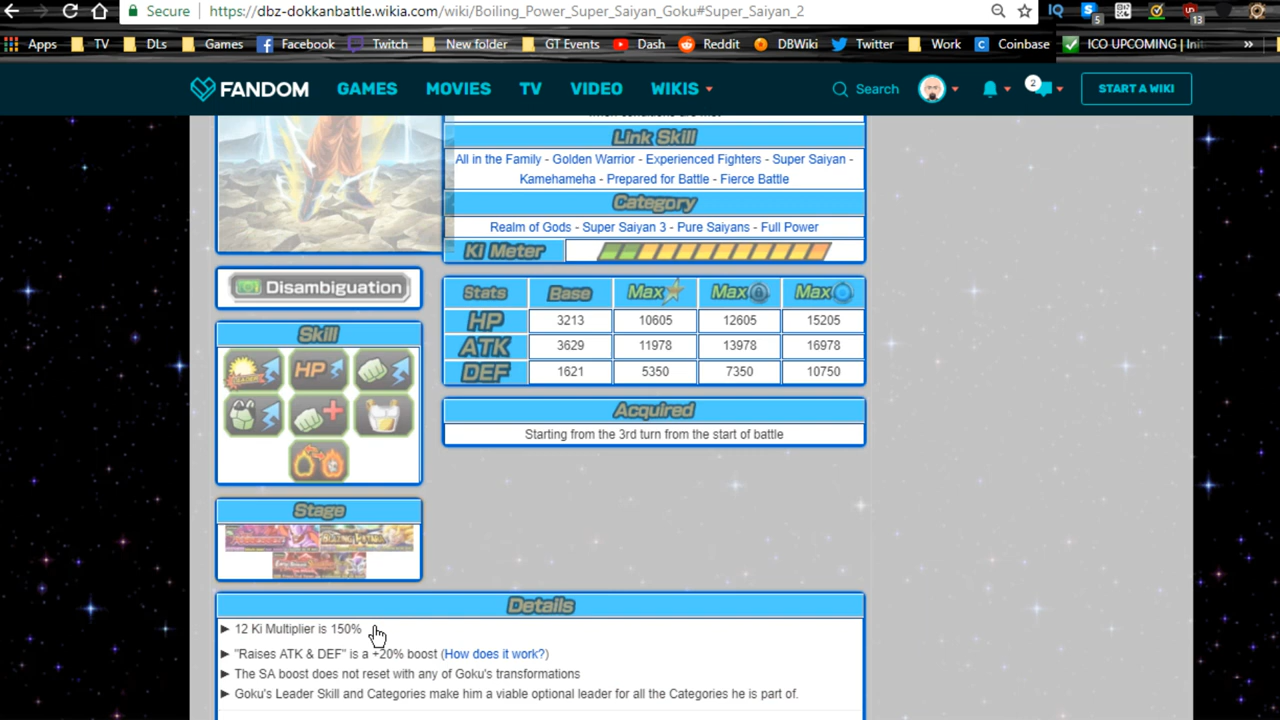 Secure https://dbz-dokkanbattle.wikia.com/wiki/Boiling_Power_Super_Saiyan_Goku#Super_Saiyan_2
Apps TV DLs Games Facebook Twitch New folder GT Events Dash Reddit DBWiki Twitter Work Coinbase ICO UPCOMING | »
5 13
FANDOM GAMES MOVIES TV VIDEO WIKIS Search 2 START A WIKI
Link Skill
All in the Family - Golden Warrior - Experienced Fighters - Super Saiyan -
Kamehameha - Prepared for Battle - Fierce Battle
Category
Realm of Gods - Super Saiyan 3 - Pure Saiyans - Full Power
Ki Meter
Disambiguation
Stats Base Max Max Max
HP 3213 10605 12605 15205
ATK 3629 11978 13978 16978
DEF 1621 5350 7350 10750
Skill
HP
Acquired
Starting from the 3rd turn from the start of battle
Stage
Details
► 12 Ki Multiplier is 150%
► "Raises ATK & DEF" is a +20% boost (How does it work?)
► The SA boost does not reset with any of Goku's transformations
► Goku's Leader Skill and Categories make him a viable optional leader for all the Categories he is part of.